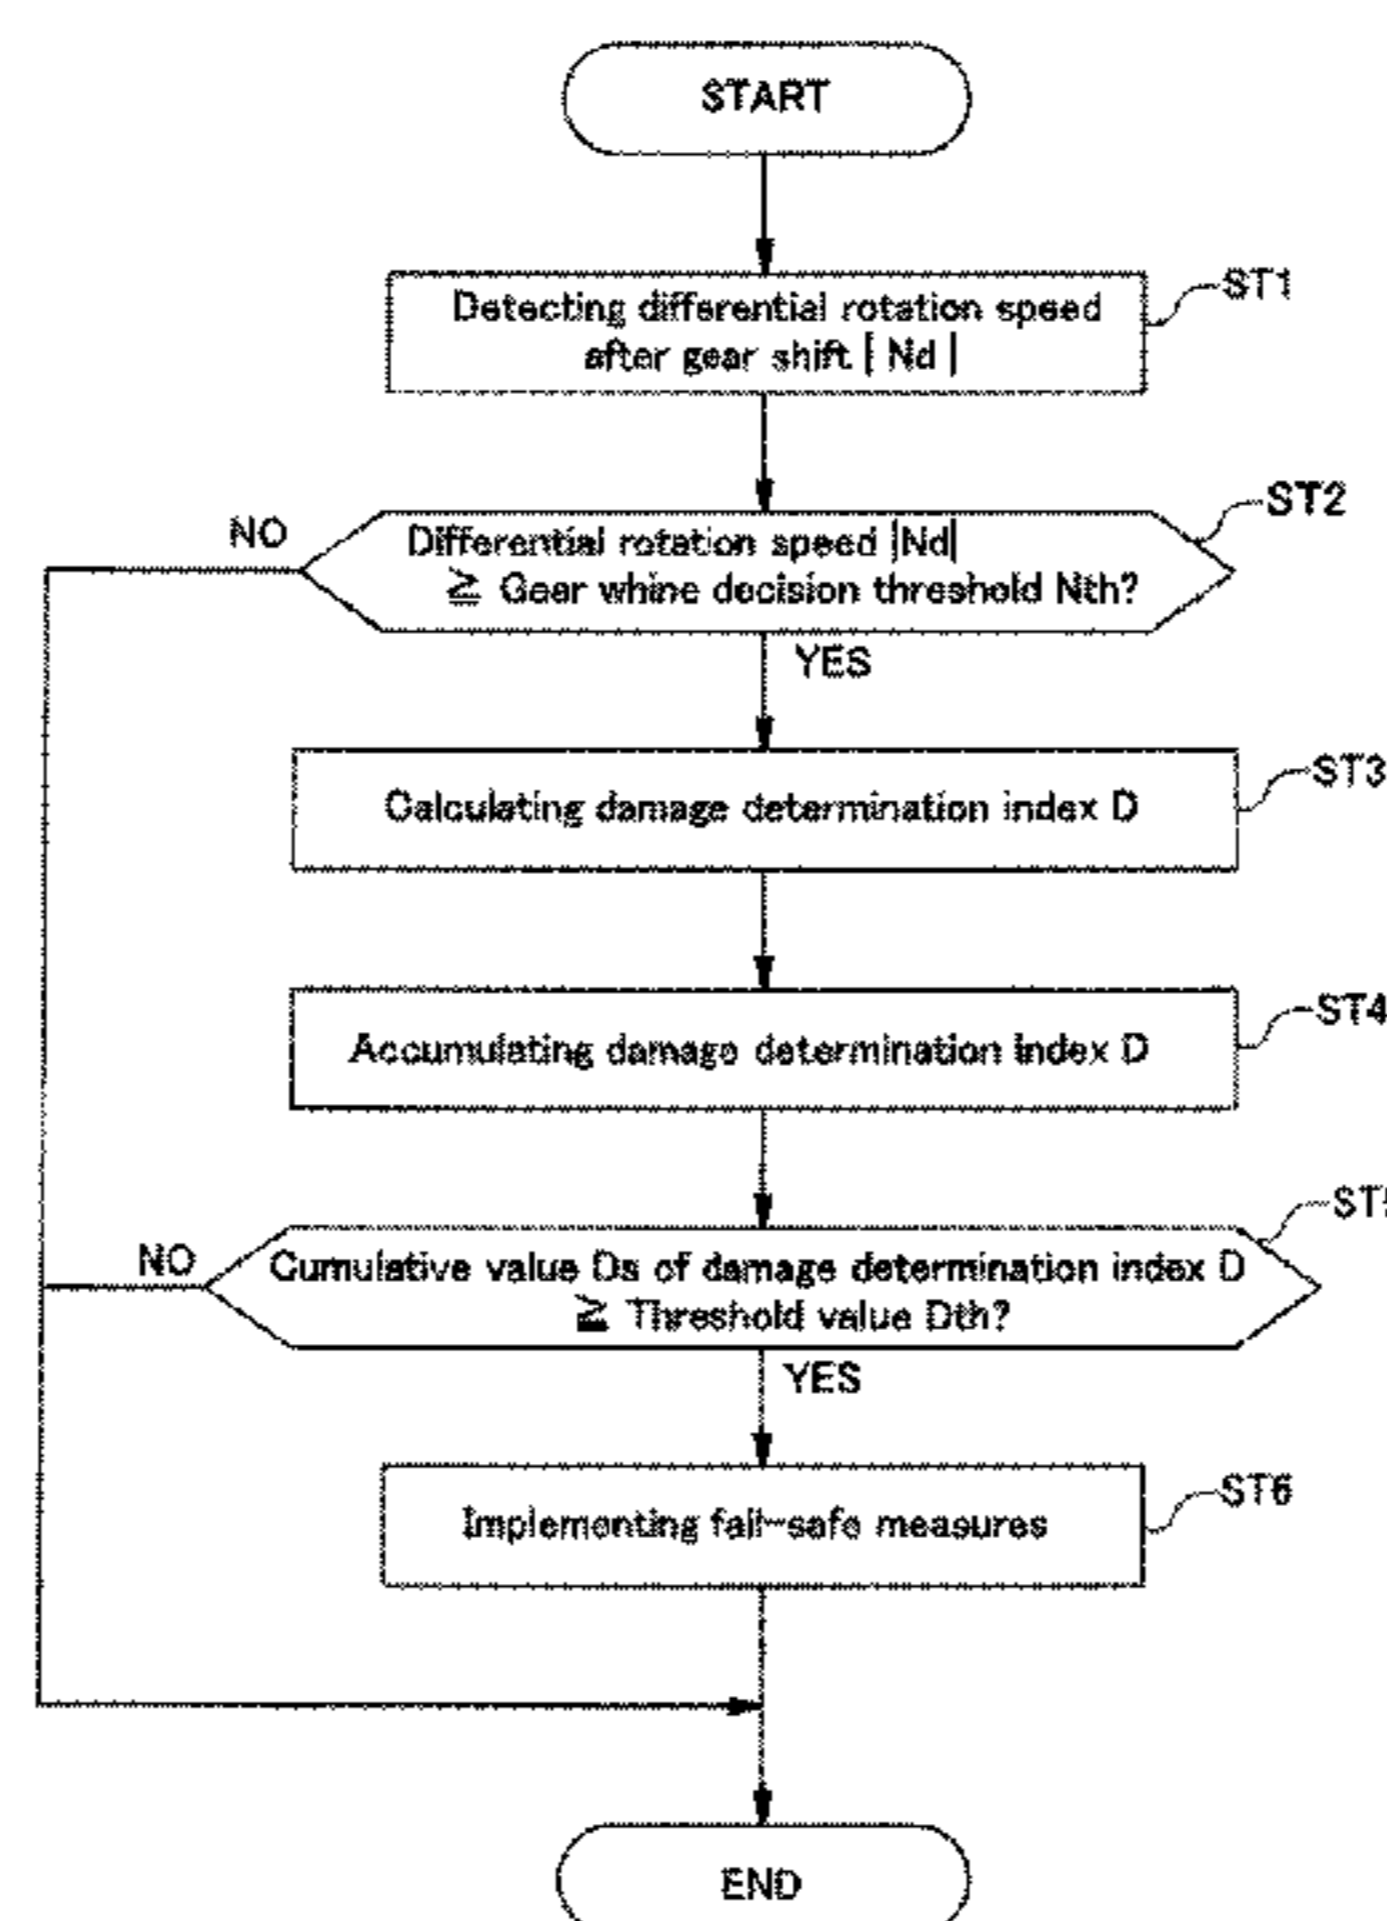 START
ST1
Detecting differential rotation speed
after gear shift | Nd |
ST2
NO
Differential rotation speed |Nd|
≧ Gear whine decision threshold Nth?
YES
ST3
Calculating damage determination index D
ST4
Accumulating damage determination index D
ST5
NO
Cumulative value Ds of damage determination index D
≧ Threshold value Dth?
YES
ST6
Implementing fail-safe measures
END